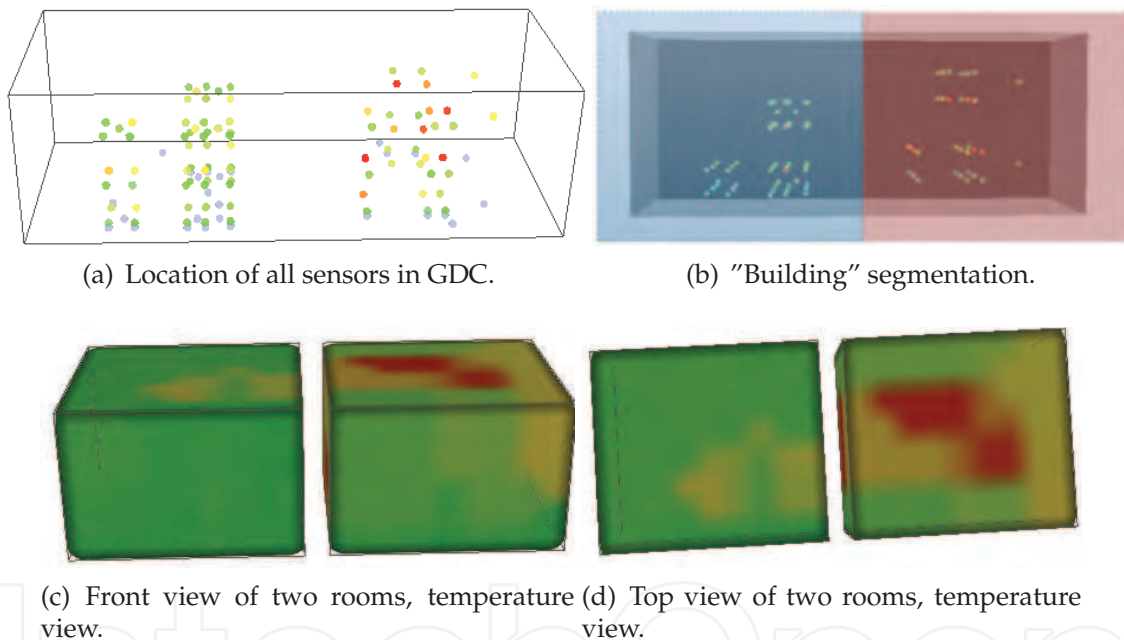 (a) Location of all sensors in GDC.
(b) ”Building” segmentation.
(c) Front view of two rooms, temperature view.
(d) Top view of two rooms, temperature view.